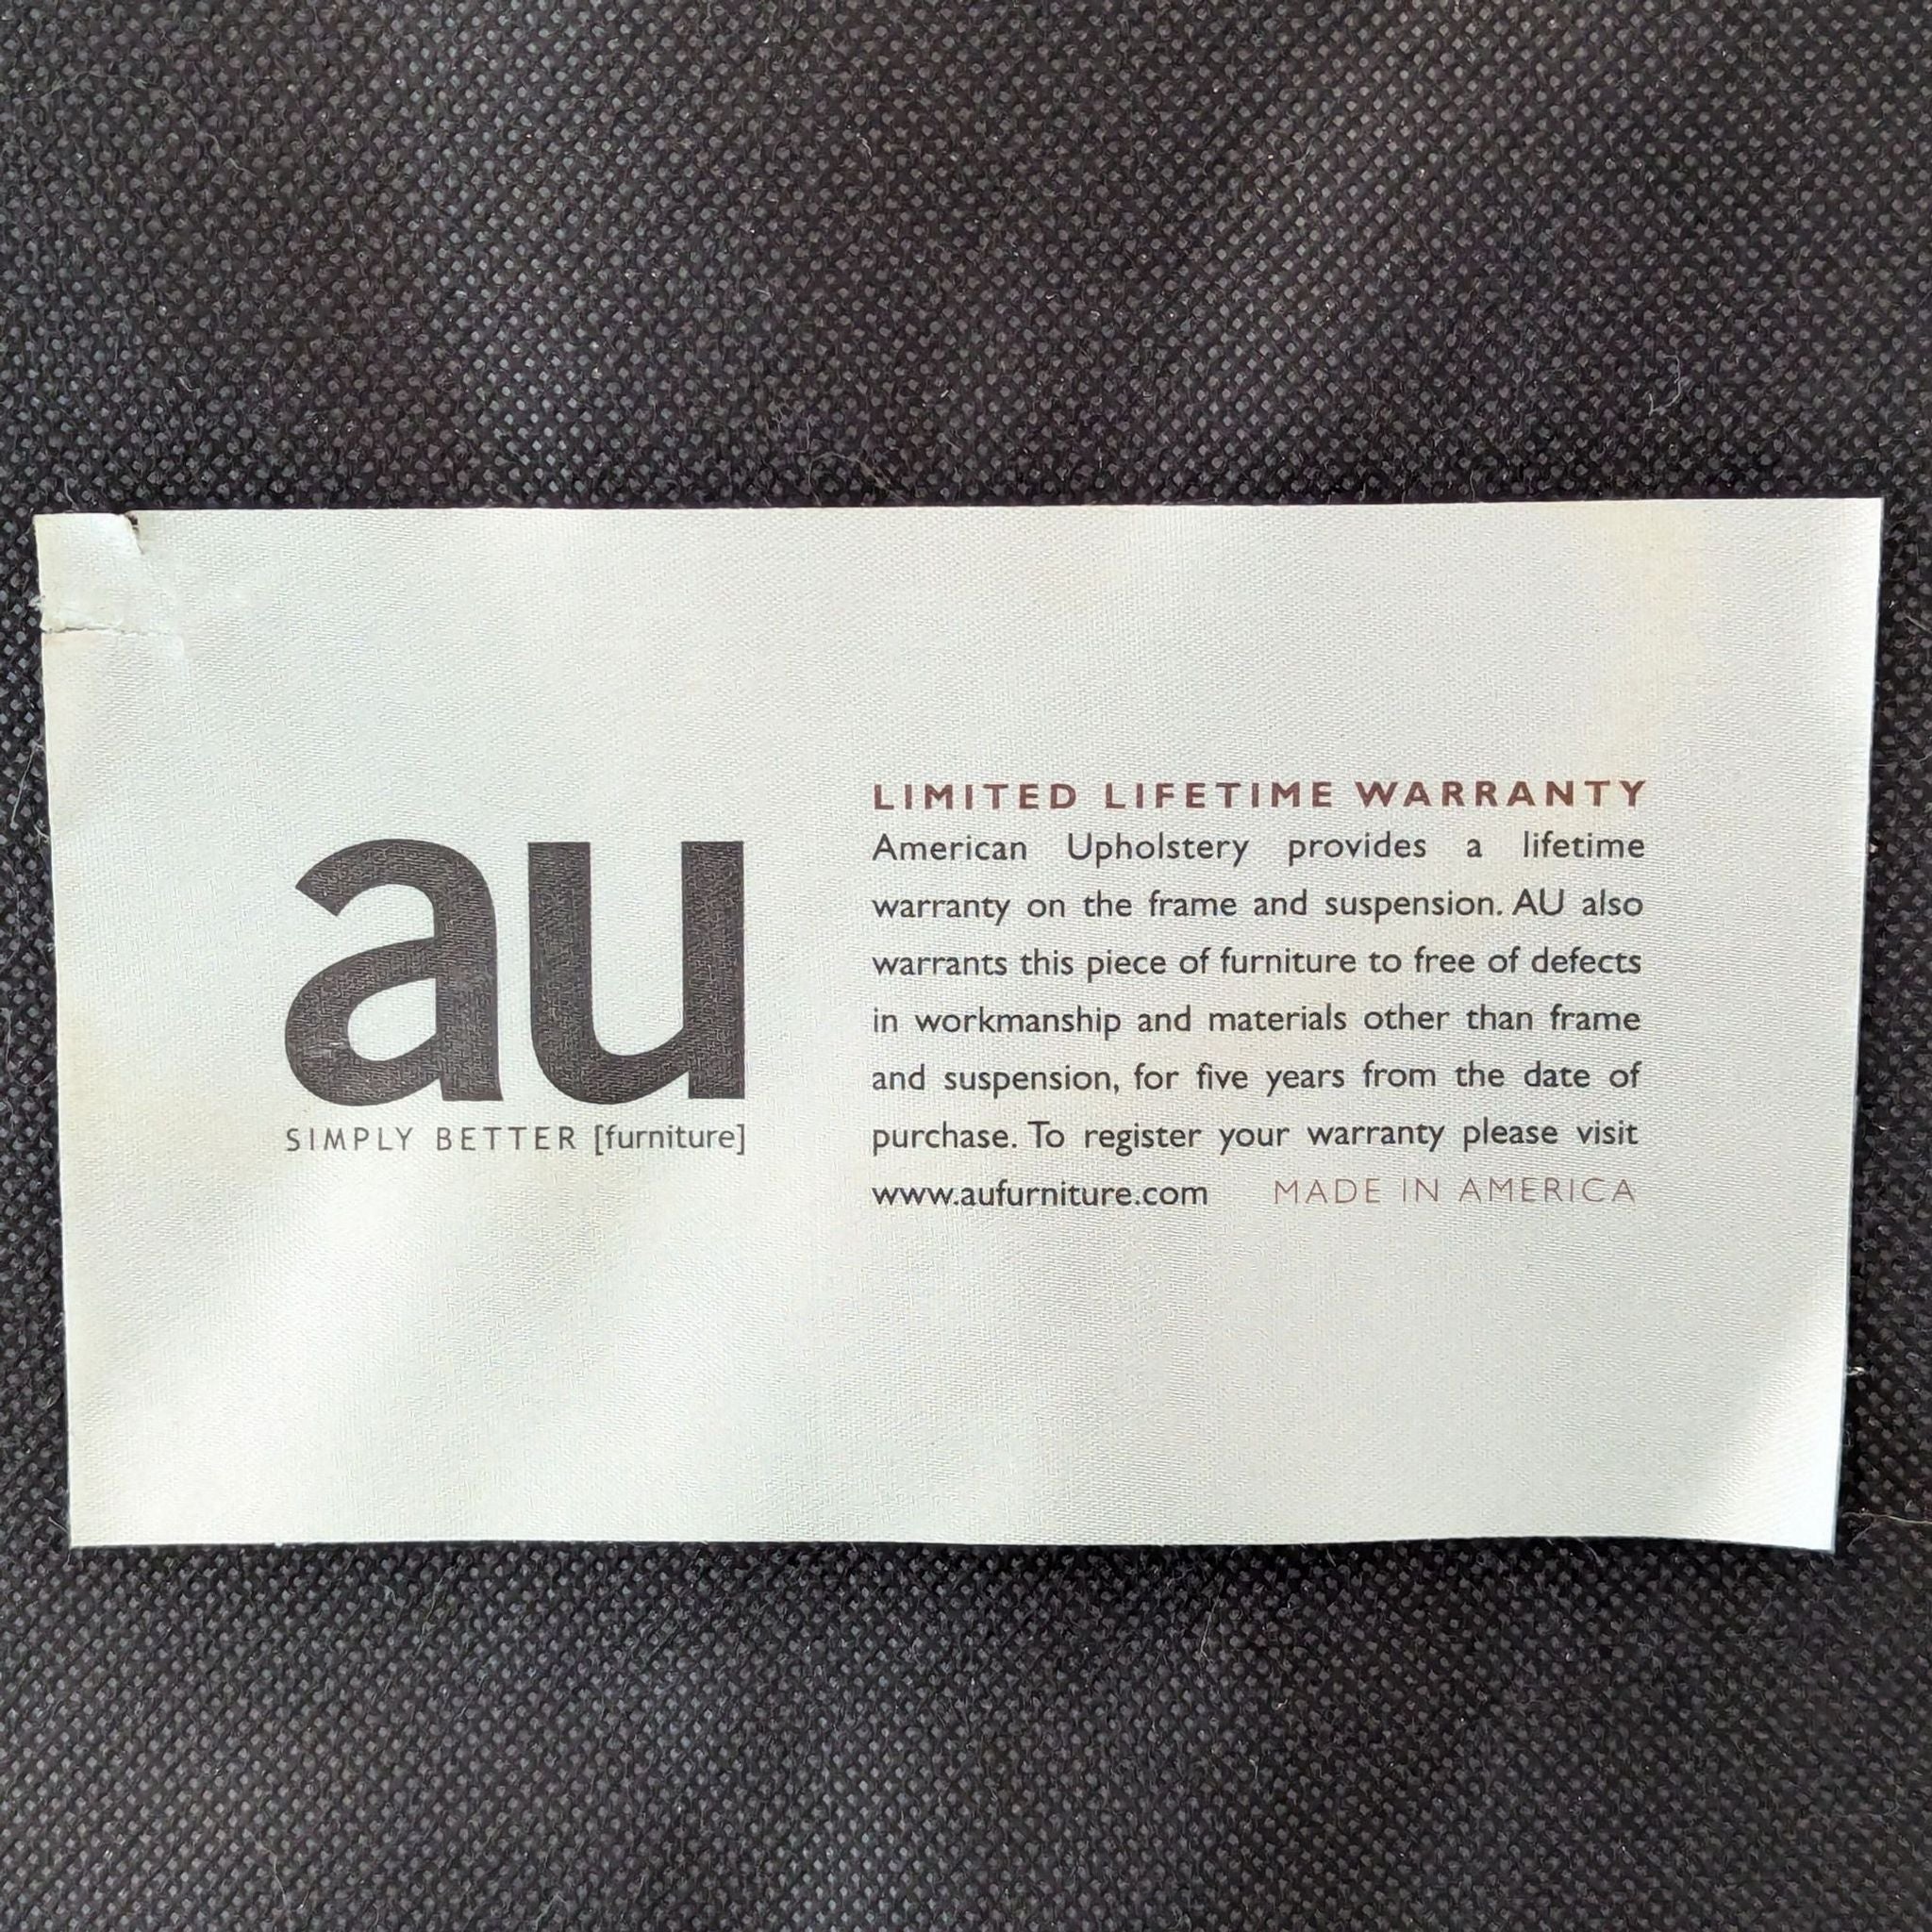 au
SIMPLY BETTER [furniture]
LIMITED LIFETIME WARRANTY
American Upholstery provides a lifetime
warranty on the frame and suspension. AU also
warrants this piece of furniture to free of defects
in workmanship and materials other than frame
and suspension, for five years from the date of
purchase. To register your warranty please visit
www.aufurniture.com MADE IN AMERICA